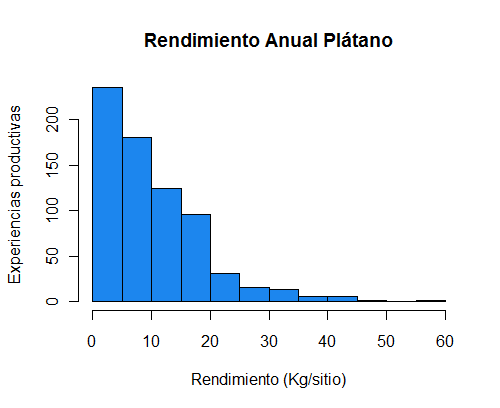 Rendimiento Anual Plátano
Experiencias productivas
200
150
100
50
0
0 10 20 30 40 50 60
Rendimiento (Kg/sitio)